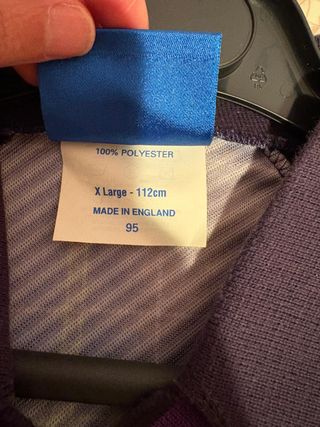 100% POLYESTER
X Large - 112cm
MADE IN ENGLAND
95